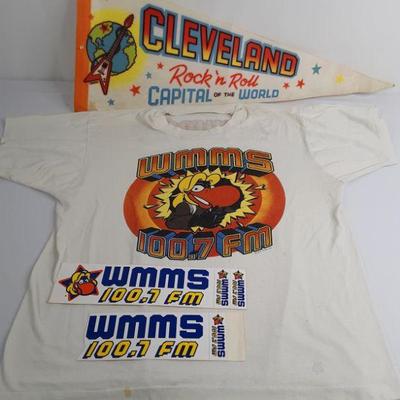 CLEVELAND
Rock 'n Roll
CAPITAL OF THE WORLD
WMMS
100.7 FM
WMMS
100.7 FM
WMMS
WMMS
WMMS
100.7 FM
WMMS